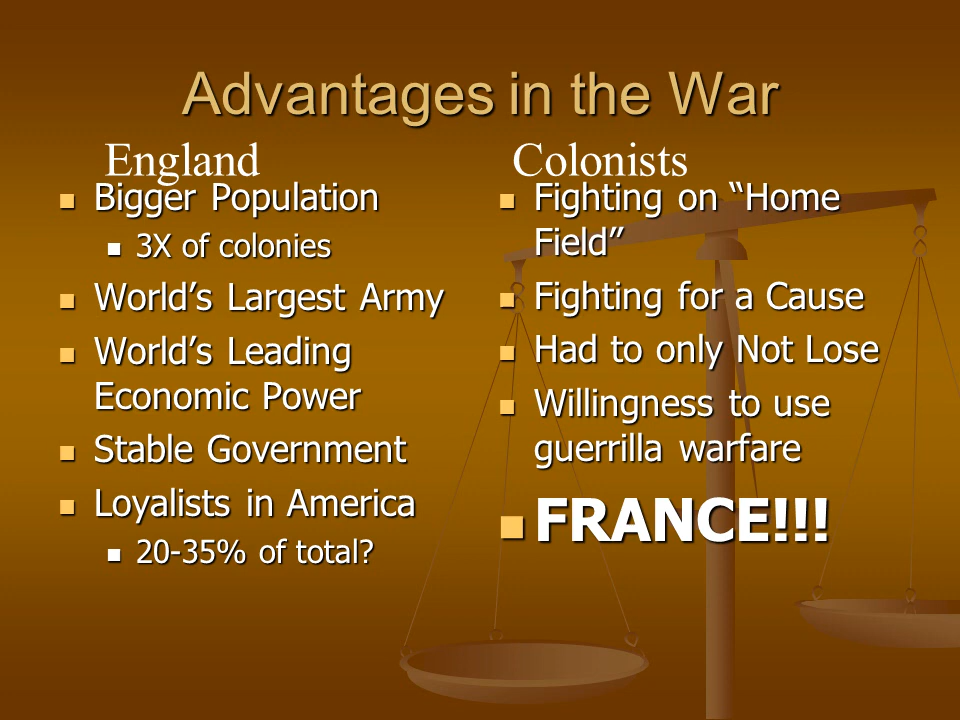 Advantages in the War
England
Bigger Population
3X of colonies
World’s Largest Army
World’s Leading
Economic Power
Stable Government
Loyalists in America
20-35% of total?
Colonists
Fighting on “Home
Field”
Fighting for a Cause
Had to only Not Lose
Willingness to use
guerrilla warfare
FRANCE!!!